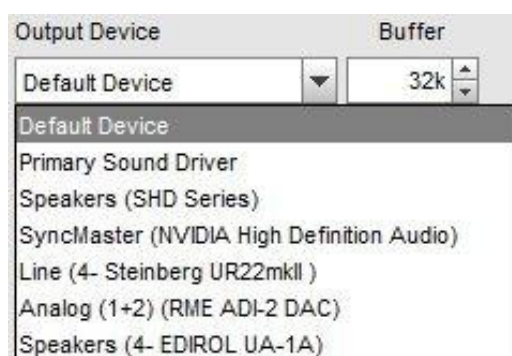 Output Device Buffer
Default Device 32k
Default Device
Primary Sound Driver
Speakers (SHD Series)
SyncMaster (NVIDIA High Definition Audio)
Line (4- Steinberg UR22mkII )
Analog (1+2) (RME ADI-2 DAC)
Speakers (4- EDIROL UA-1A)